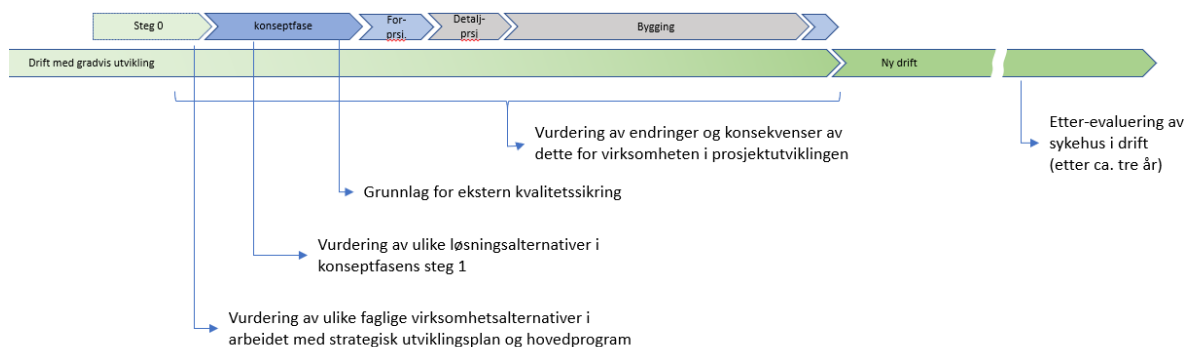 Steg 0
konseptfase
For-
prsj.
Detalj-
prsj
Bygging
Drift med gradvis utvikling
Ny drift
Vurdering av endringer og konsekvenser av
dette for virksomheten i prosjektutviklingen
Etter-evaluering av
sykehus i drift
(etter ca. tre år)
Grunnlag for ekstern kvalitetssikring
Vurdering av ulike løsningsalternativer i
konseptfasens steg 1
Vurdering av ulike faglige virksomhetsalternativer i
arbeidet med strategisk utviklingsplan og hovedprogram